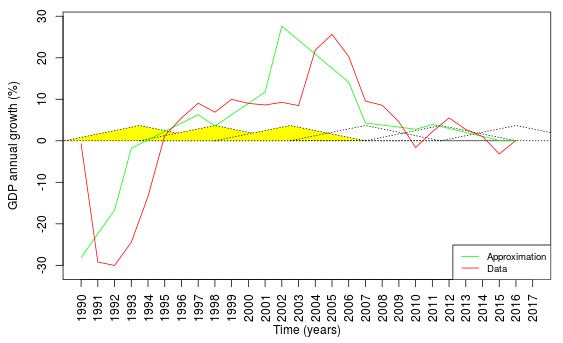 GDP annual growth (%)
30
20
10
0
-10
-20
-30
Approximation
Data
1990 1991 1992 1993 1994 1995 1996 1997 1998 1999 2000 2001 2002 2003 2004 2005 2006 2007 2008 2009 2010 2011 2012 2013 2014 2015 2016 2017
Time (years)